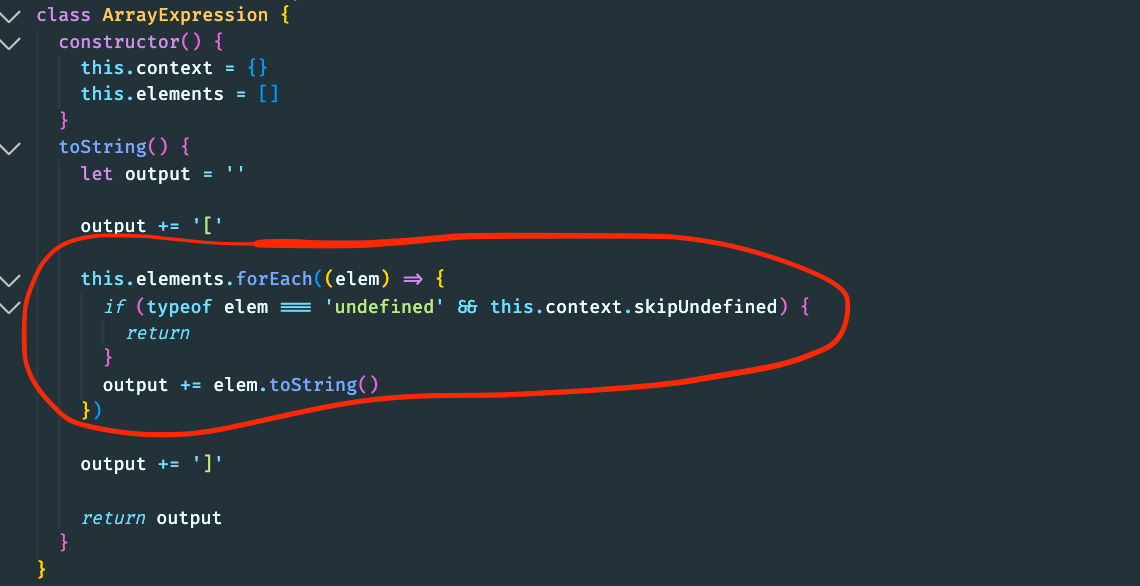 class ArrayExpression {
constructor() {
this.context = {}
this.elements = []
}
toString() {
let output = ''
output += '['
this.elements.forEach((elem) => {
if (typeof elem === 'undefined' && this.context.skipUndefined) {
return
}
output += elem.toString()
})
output += ']'
return output
}
}